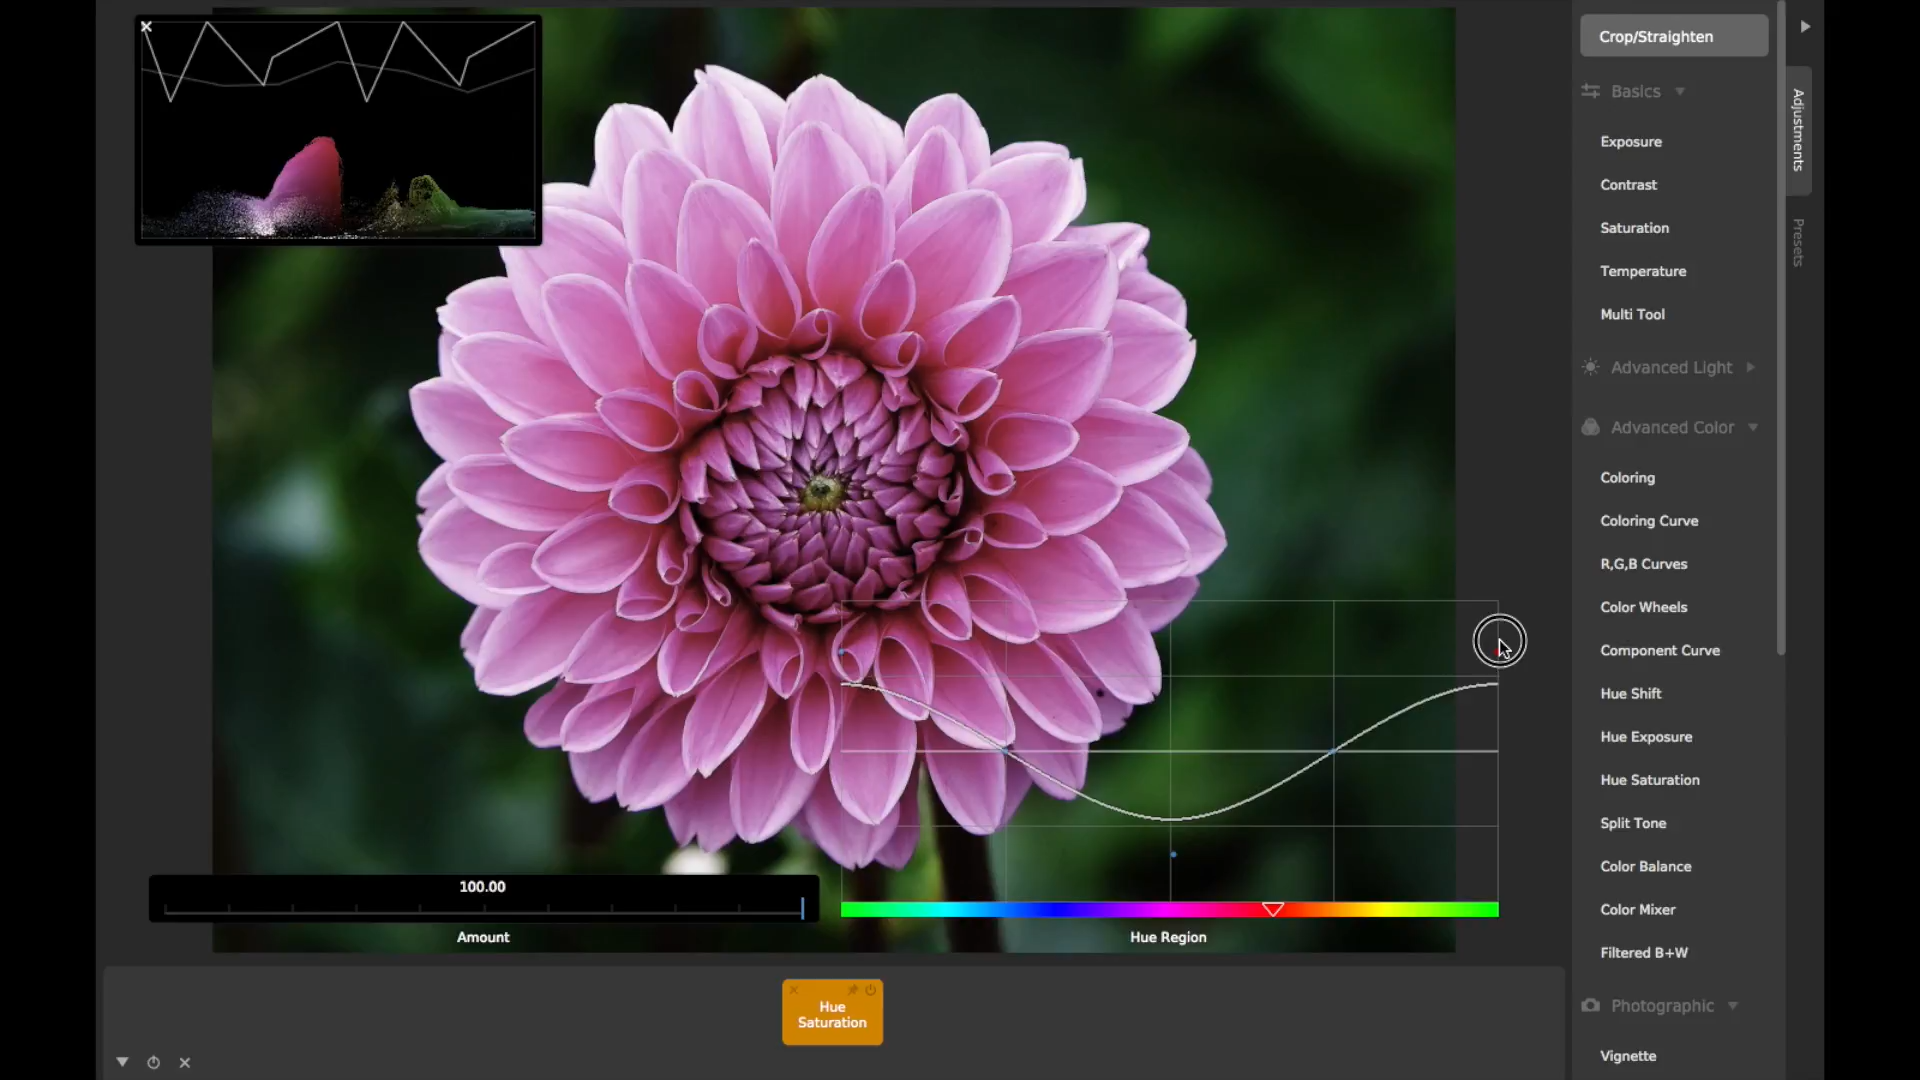 Crop/Straighten
Basics
Exposure
Contrast
Saturation
Temperature
Multi Tool
Advanced Light
Advanced Color
Coloring
Coloring Curve
R,G,B Curves
Color Wheels
Component Curve
Hue Shift
Hue Exposure
Hue Saturation
Split Tone
Color Balance
Color Mixer
Filtered B+W
Photographic
Vignette
Adjustments
Presets
100.00
Amount
Hue Region
Hue
Saturation